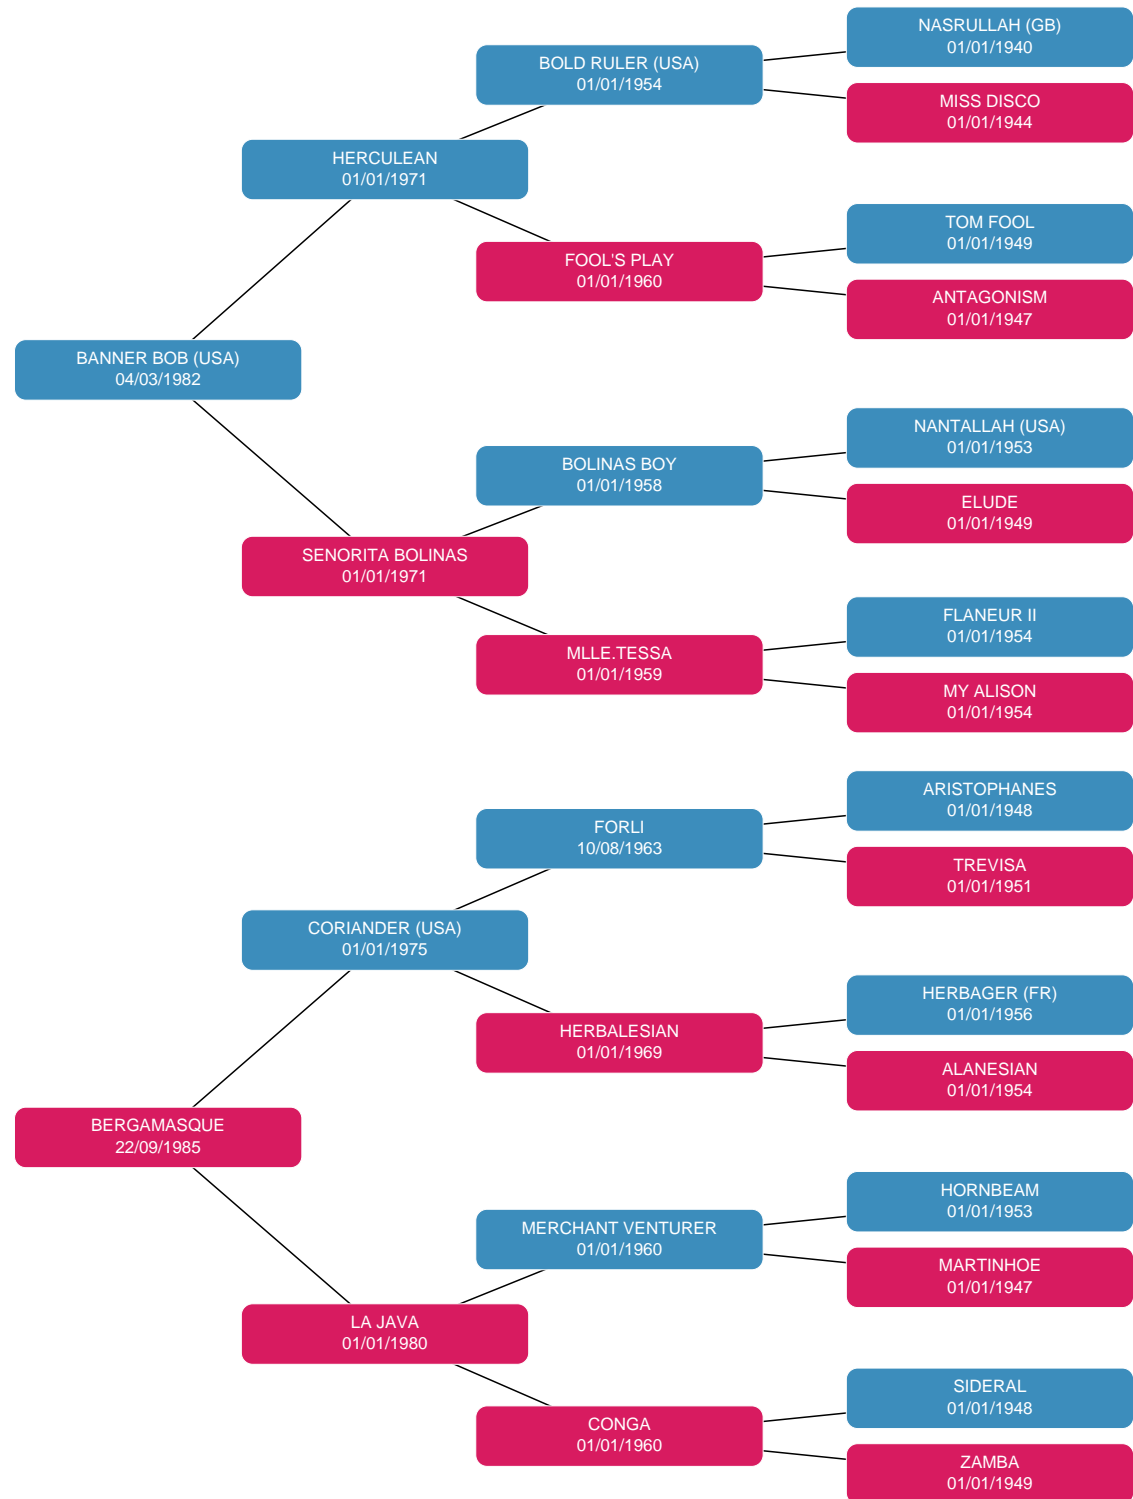 NASRULLAH (GB)
01/01/1940
BOLD RULER (USA)
01/01/1954
MISS DISCO
01/01/1944
HERCULEAN
01/01/1971
TOM FOOL
01/01/1949
FOOL'S PLAY
01/01/1960
ANTAGONISM
01/01/1947
BANNER BOB (USA)
04/03/1982
NANTALLAH (USA)
01/01/1953
BOLINAS BOY
01/01/1958
ELUDE
01/01/1949
SENORITA BOLINAS
01/01/1971
FLANEUR II
01/01/1954
MLLE.TESSA
01/01/1959
MY ALISON
01/01/1954
ARISTOPHANES
01/01/1948
FORLI
10/08/1963
TREVISA
01/01/1951
CORIANDER (USA)
01/01/1975
HERBAGER (FR)
01/01/1956
HERBALESIAN
01/01/1969
ALANESIAN
01/01/1954
BERGAMASQUE
22/09/1985
HORNBEAM
01/01/1953
MERCHANT VENTURER
01/01/1960
MARTINHOE
01/01/1947
LA JAVA
01/01/1980
SIDERAL
01/01/1948
CONGA
01/01/1960
ZAMBA
01/01/1949